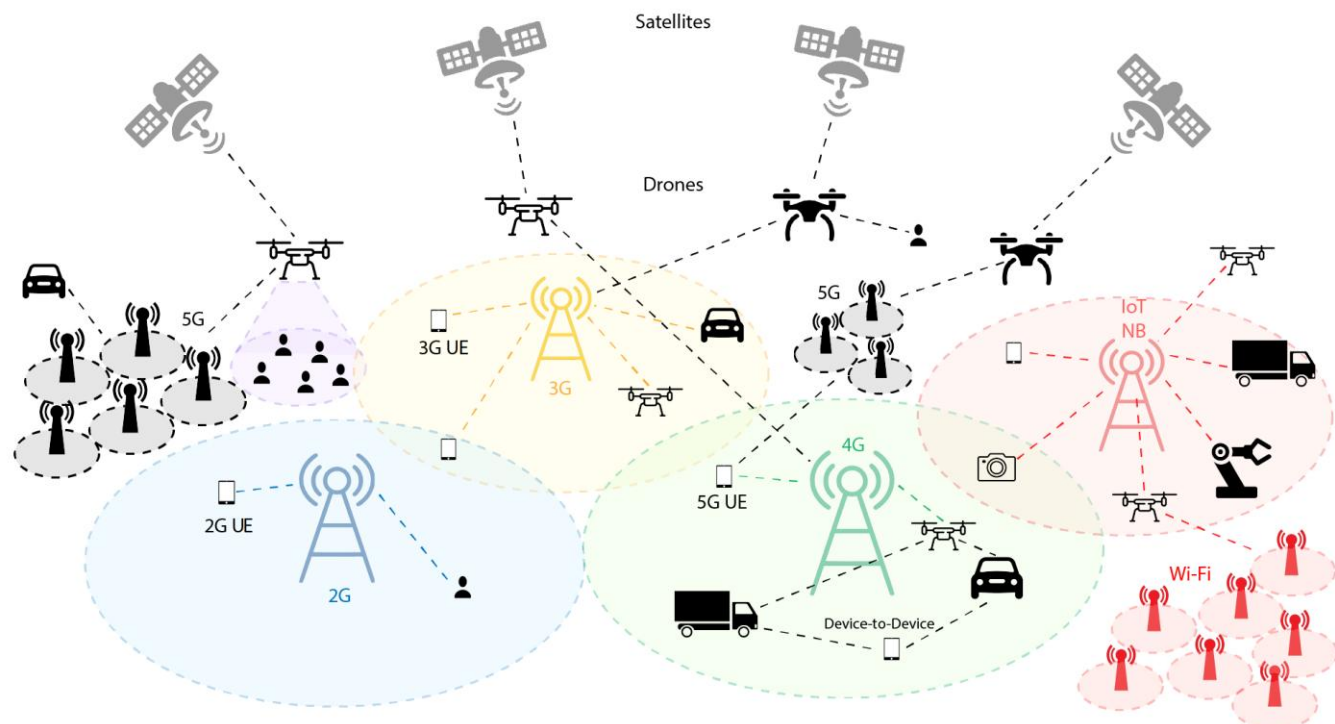 Satellites
Drones
5G
3G UE
3G
5G
IoT
NB
2G UE
2G
4G
5G UE
Device-to-Device
Wi-Fi